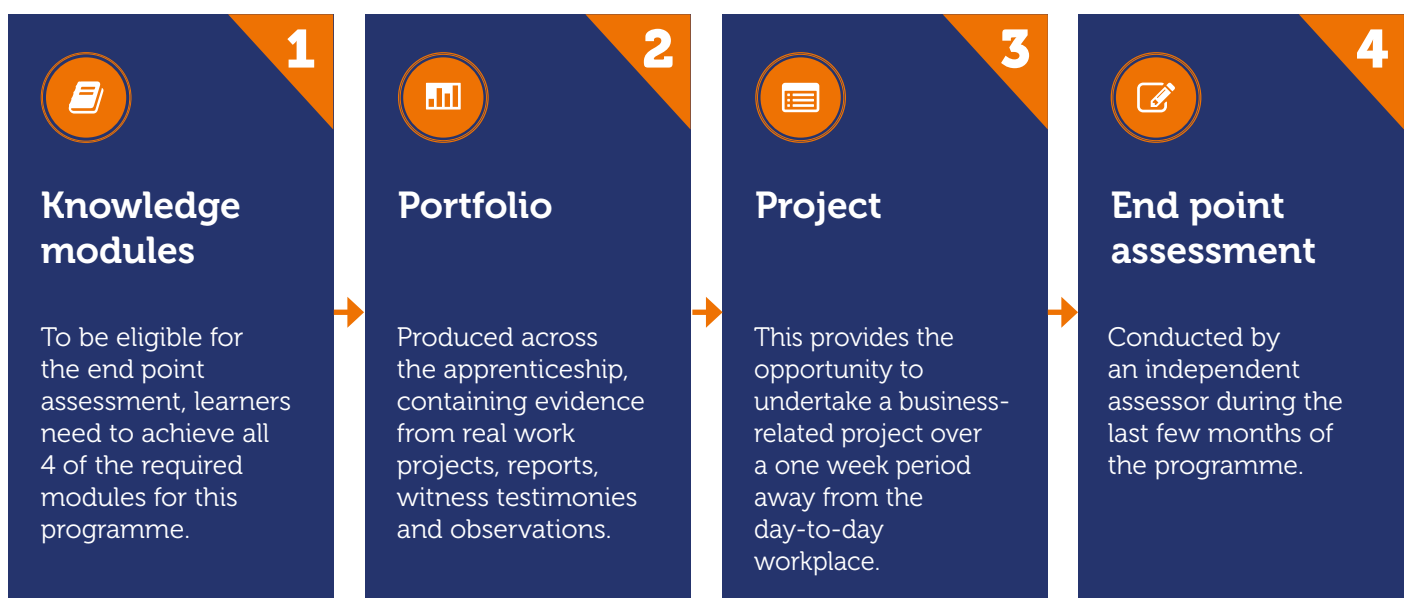 1
Knowledge
modules
To be eligible for
the end point
assessment, learners
need to achieve all
4 of the required
modules for this
programme.
2
Portfolio
Produced across
the apprenticeship,
containing evidence
from real work
projects, reports,
witness testimonies
and observations.
3
Project
This provides the
opportunity to
undertake a business-
related project over
a one week period
away from the
day-to-day
workplace.
4
End point
assessment
Conducted by
an independent
assessor during the
last few months of
the programme.